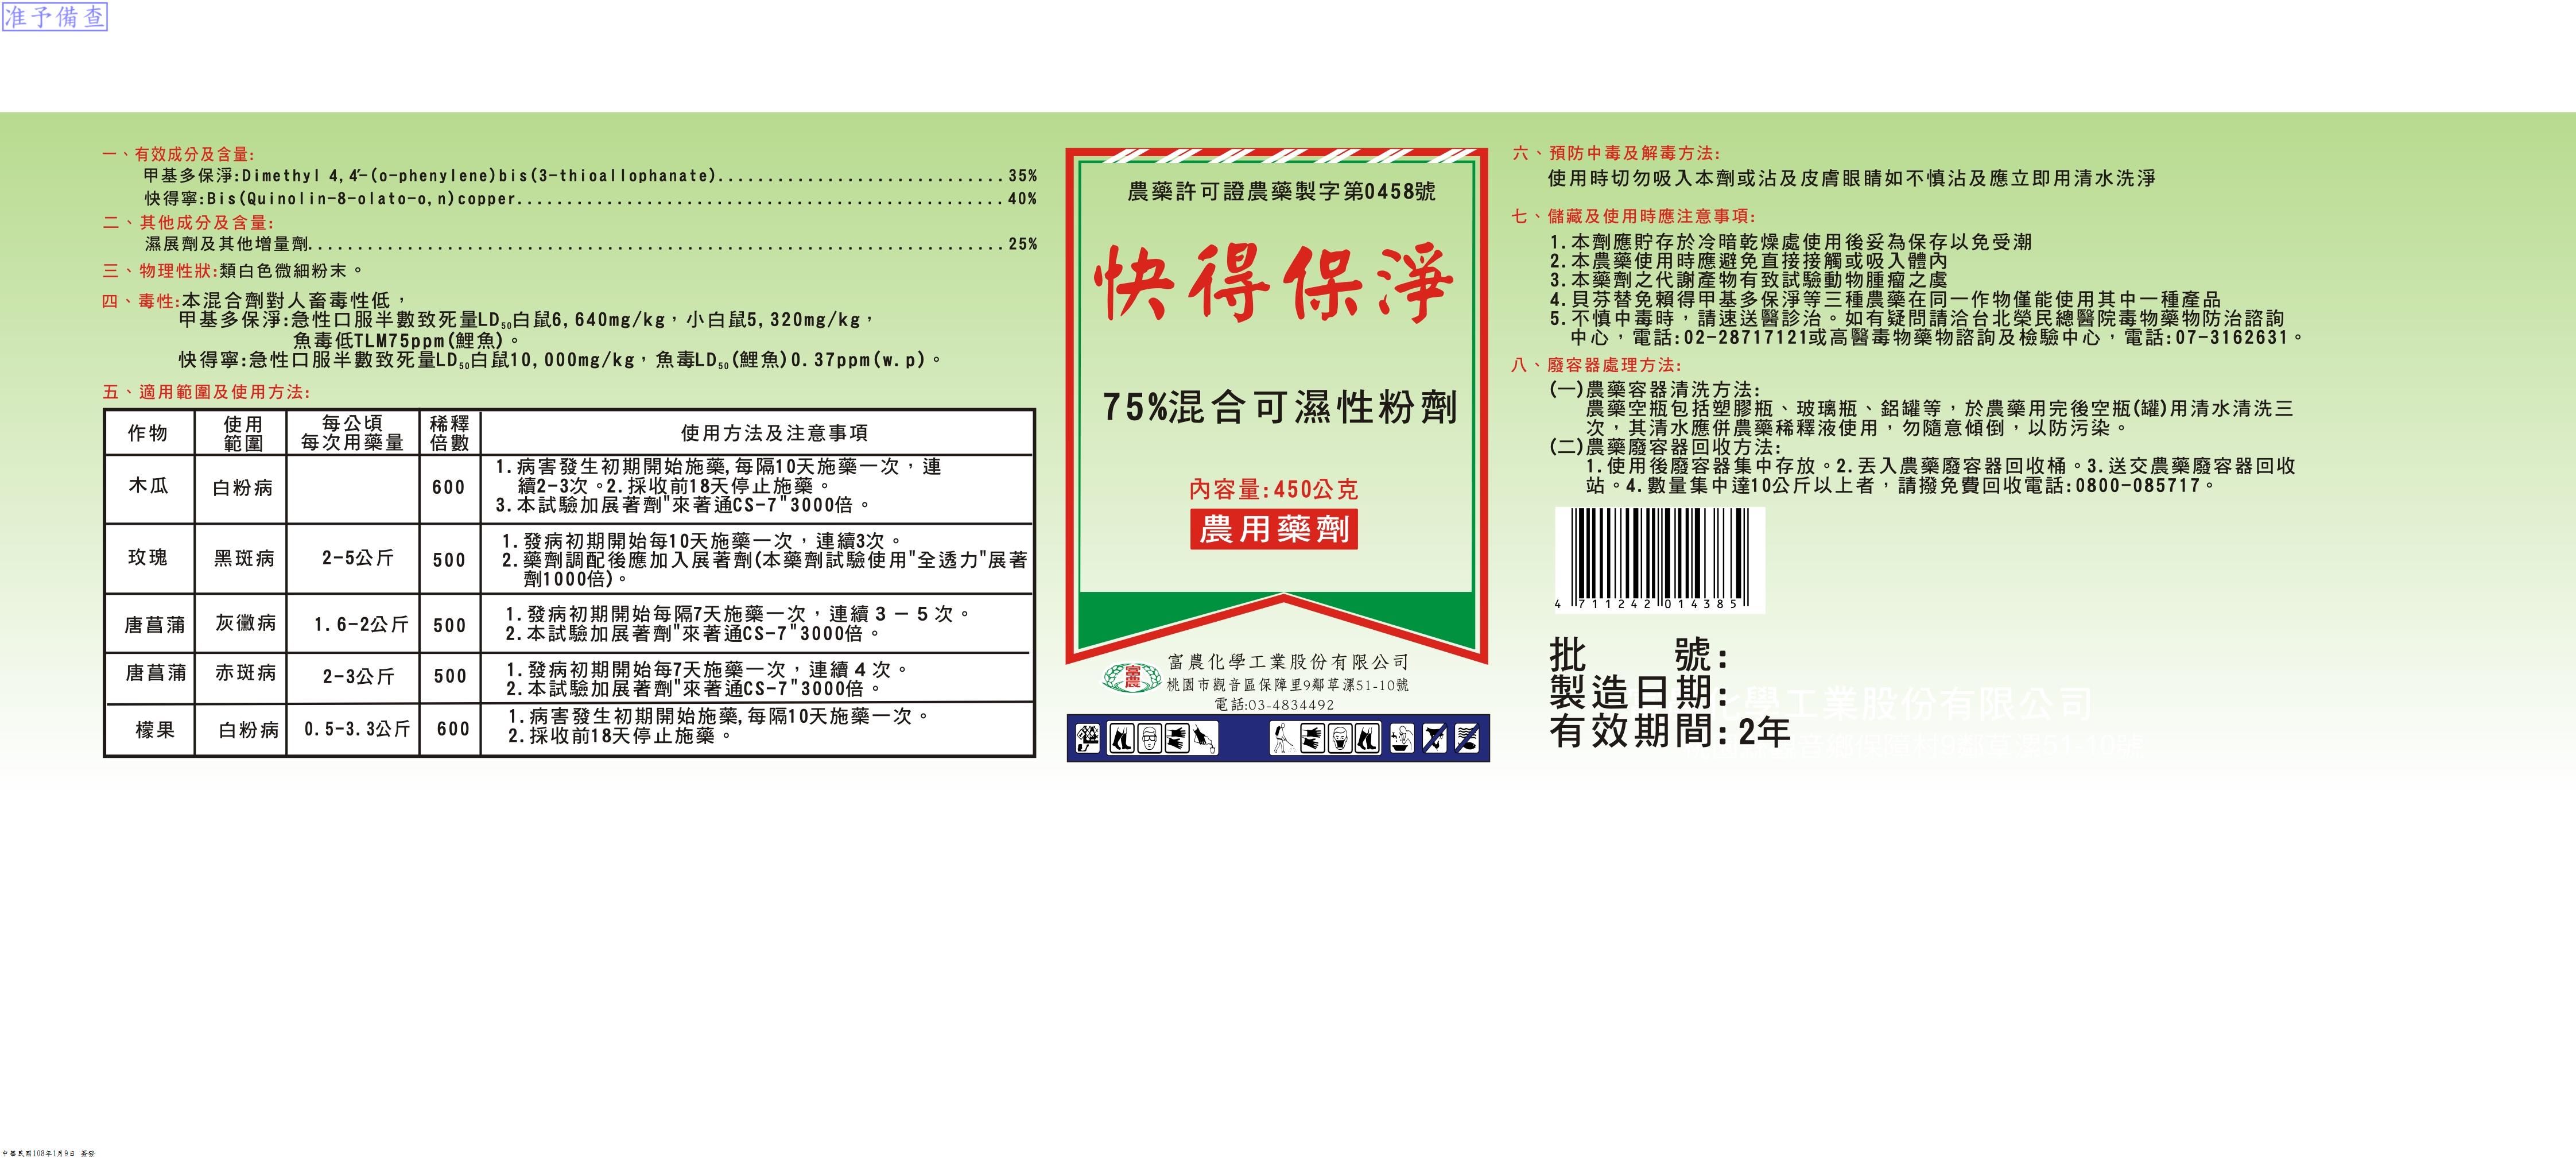 准予備查
一、有效成分及含量:
甲基多保淨:Dimethyl 4,4′-(o-phenylene)bis(3-thioallophanate)............................35%
快得寧:Bis(Quinolin-8-olato-o,n)copper................................................40%
二、其他成分及含量:
濕展劑及其他增量劑.....................................................................25%
三、物理性狀:類白色微細粉末。
四、毒性:本混合劑對人畜毒性低，
甲基多保淨:急性口服半數致死量LD50白鼠6,640mg/kg，小白鼠5,320mg/kg，
魚毒低TLM75ppm(鯉魚)。
快得寧:急性口服半數致死量LD50白鼠10,000mg/kg，魚毒LD50(鯉魚)0.37ppm(w.p)。
五、適用範圍及使用方法:
作物 使用範圍 每公頃每次用藥量 稀釋倍數 使用方法及注意事項
木瓜 白粉病 600
1.病害發生初期開始施藥,每隔10天施藥一次，連
續2-3次。2.採收前18天停止施藥。
3.本試驗加展著劑"來著通CS-7"3000倍。
玫瑰 黑斑病 2-5公斤 500
1.發病初期開始每10天施藥一次，連續3次。
2.藥劑調配後應加入展著劑(本藥劑試驗使用"全透力"展著
劑1000倍)。
唐菖蒲 灰黴病 1.6-2公斤 500
1.發病初期開始每隔7天施藥一次，連續３－５次。
2.本試驗加展著劑"來著通CS-7"3000倍。
唐菖蒲 赤斑病 2-3公斤 500
1.發病初期開始每7天施藥一次，連續４次。
2.本試驗加展著劑"來著通CS-7"3000倍。
檬果 白粉病 0.5-3.3公斤 600
1.病害發生初期開始施藥,每隔10天施藥一次。
2.採收前18天停止施藥。
農藥許可證農藥製字第0458號
快得保淨
75%混合可濕性粉劑
內容量:450公克
農用藥劑
富農
富農化學工業股份有限公司
桃園市觀音區保障里9鄰草漯51-10號
電話:03-4834492
六、預防中毒及解毒方法:
使用時切勿吸入本劑或沾及皮膚眼睛如不慎沾及應立即用清水洗淨
七、儲藏及使用時應注意事項:
1.本劑應貯存於冷暗乾燥處使用後妥為保存以免受潮
2.本農藥使用時應避免直接接觸或吸入體內
3.本藥劑之代謝產物有致試驗動物腫瘤之虞
4.貝芬替免賴得甲基多保淨等三種農藥在同一作物僅能使用其中一種產品
5.不慎中毒時，請速送醫診治。如有疑問請洽台北榮民總醫院毒物藥物防治諮詢
中心，電話:02-28717121或高醫毒物藥物諮詢及檢驗中心，電話:07-3162631。
八、廢容器處理方法:
(一)農藥容器清洗方法:
農藥空瓶包括塑膠瓶、玻璃瓶、鋁罐等，於農藥用完後空瓶(罐)用清水清洗三
次，其清水應併農藥稀釋液使用，勿隨意傾倒，以防污染。
(二)農藥廢容器回收方法:
1.使用後廢容器集中存放。2.丟入農藥廢容器回收桶。3.送交農藥廢容器回收
站。4.數量集中達10公斤以上者，請撥免費回收電話:0800-085717。
4 711242 014385
批　　號:
製造日期:
化學工業股份有限公司
有效期間:2年
中華民國108年1月9日 簽發